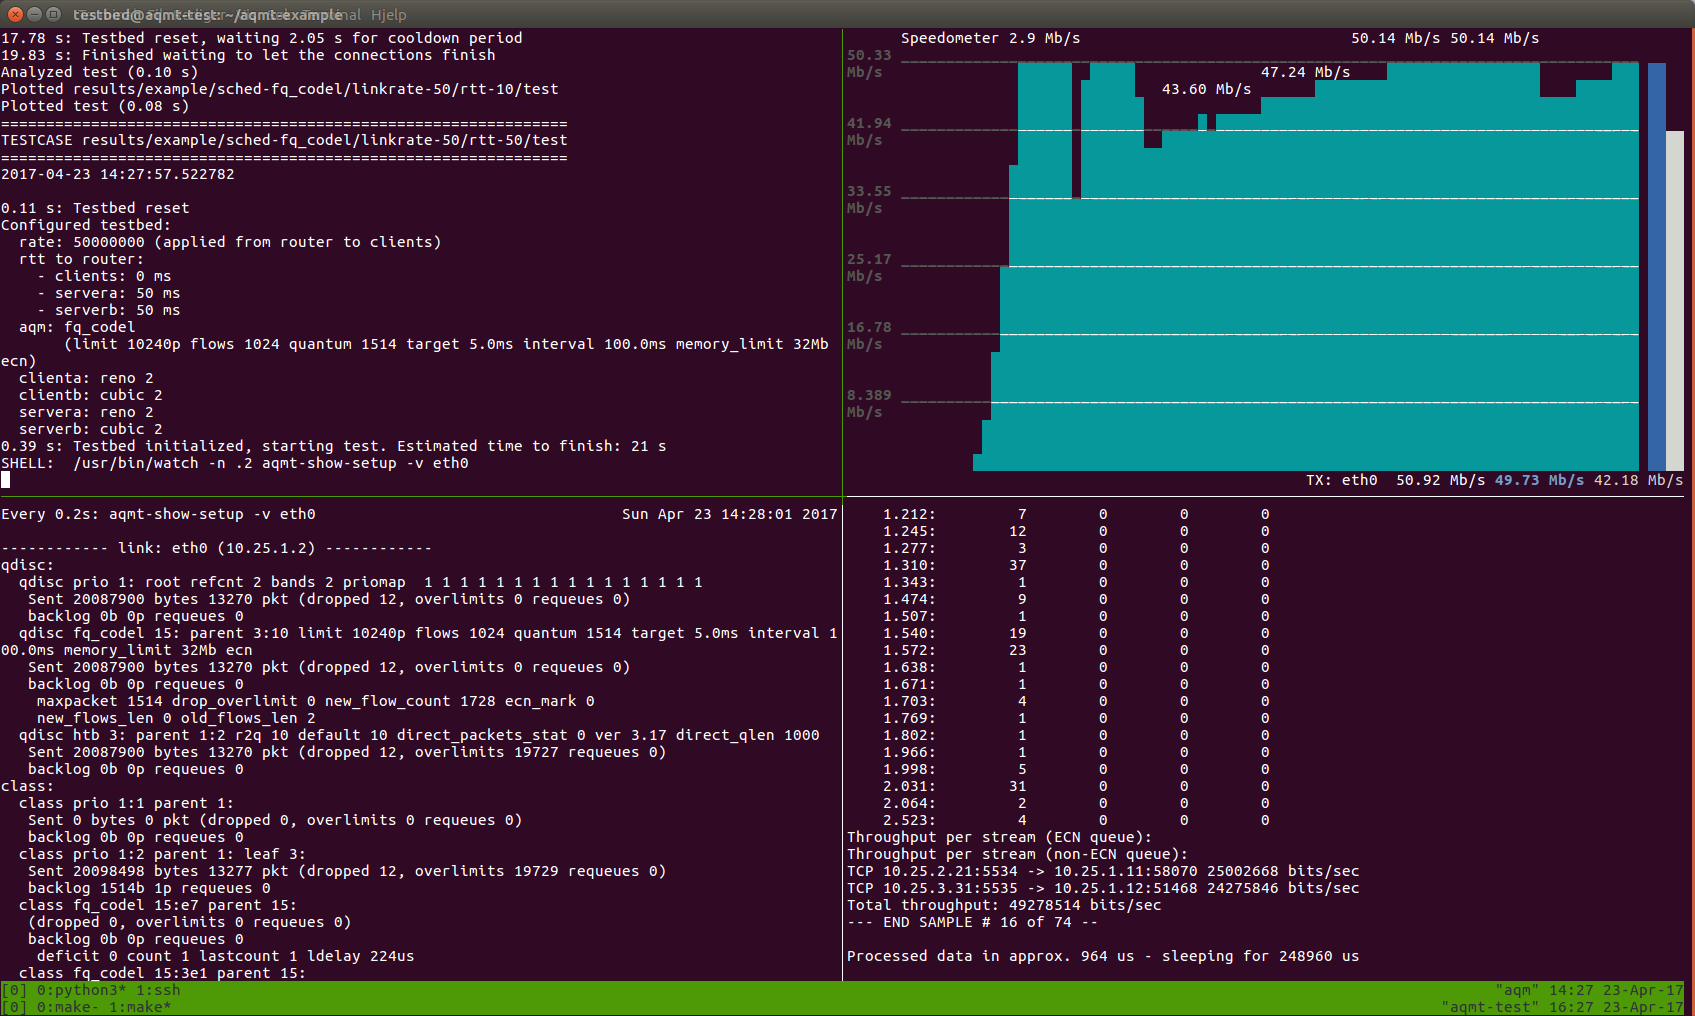 testbed@aqmt-test: ~/aqmt-example
Hjelp
17.78 s: Testbed reset, waiting 2.05 s for cooldown period
19.83 s: Finished waiting to let the connections finish
Analyzed test (0.10 s)
Plotted results/example/sched-fq_codel/linkrate-50/rtt-10/test
Plotted test (0.08 s)
===============================================================
TESTCASE results/example/sched-fq_codel/linkrate-50/rtt-50/test
===============================================================
2017-04-23 14:27:57.522782
0.11 s: Testbed reset
Configured testbed:
rate: 50000000 (applied from router to clients)
rtt to router:
- clients: 0 ms
- servera: 50 ms
- serverb: 50 ms
aqm: fq_codel
(limit 10240p flows 1024 quantum 1514 target 5.0ms interval 100.0ms memory_limit 32Mb
ecn)
clienta: reno 2
clientb: cubic 2
servera: reno 2
serverb: cubic 2
0.39 s: Testbed initialized, starting test. Estimated time to finish: 21 s
SHELL:  /usr/bin/watch -n .2 aqmt-show-setup -v eth0
Speedometer 2.9 Mb/s
50.14 Mb/s 50.14 Mb/s
50.33
Mb/s
47.24 Mb/s
43.60 Mb/s
41.94
Mb/s
33.55
Mb/s
25.17
Mb/s
16.78
Mb/s
8.389
Mb/s
TX: eth0  50.92 Mb/s 49.73 Mb/s 42.18 Mb/s
Every 0.2s: aqmt-show-setup -v eth0 Sun Apr 23 14:28:01 2017
------------ link: eth0 (10.25.1.2) ------------
qdisc:
qdisc prio 1: root refcnt 2 bands 2 priomap  1 1 1 1 1 1 1 1 1 1 1 1 1 1 1 1
Sent 20087900 bytes 13270 pkt (dropped 12, overlimits 0 requeues 0)
backlog 0b 0p requeues 0
qdisc fq_codel 15: parent 3:10 limit 10240p flows 1024 quantum 1514 target 5.0ms interval 1
00.0ms memory_limit 32Mb ecn
Sent 20087900 bytes 13270 pkt (dropped 12, overlimits 0 requeues 0)
backlog 0b 0p requeues 0
maxpacket 1514 drop_overlimit 0 new_flow_count 1728 ecn_mark 0
new_flows_len 0 old_flows_len 2
qdisc htb 3: parent 1:2 r2q 10 default 10 direct_packets_stat 0 ver 3.17 direct_qlen 1000
Sent 20087900 bytes 13270 pkt (dropped 12, overlimits 19727 requeues 0)
backlog 0b 0p requeues 0
class:
class prio 1:1 parent 1:
Sent 0 bytes 0 pkt (dropped 0, overlimits 0 requeues 0)
backlog 0b 0p requeues 0
class prio 1:2 parent 1: leaf 3:
Sent 20098498 bytes 13277 pkt (dropped 12, overlimits 19729 requeues 0)
backlog 1514b 1p requeues 0
class fq_codel 15:e7 parent 15:
(dropped 0, overlimits 0 requeues 0)
backlog 0b 0p requeues 0
deficit 0 count 1 lastcount 1 ldelay 224us
class fq_codel 15:3e1 parent 15:
1.212: 7 0 0 0
1.245: 12 0 0 0
1.277: 3 0 0 0
1.310: 37 0 0 0
1.343: 1 0 0 0
1.474: 9 0 0 0
1.507: 1 0 0 0
1.540: 19 0 0 0
1.572: 23 0 0 0
1.638: 1 0 0 0
1.671: 1 0 0 0
1.703: 4 0 0 0
1.769: 1 0 0 0
1.802: 1 0 0 0
1.966: 1 0 0 0
1.998: 5 0 0 0
2.031: 31 0 0 0
2.064: 2 0 0 0
2.523: 4 0 0 0
Throughput per stream (ECN queue):
Throughput per stream (non-ECN queue):
TCP 10.25.2.21:5534 -> 10.25.1.11:58070 25002668 bits/sec
TCP 10.25.3.31:5535 -> 10.25.1.12:51468 24275846 bits/sec
Total throughput: 49278514 bits/sec
--- END SAMPLE # 16 of 74 --
Processed data in approx. 964 us - sleeping for 248960 us
[0] 0:python3* 1:ssh "aqm" 14:27 23-Apr-17
[0] 0:make- 1:make* "aqmt-test" 16:27 23-Apr-17